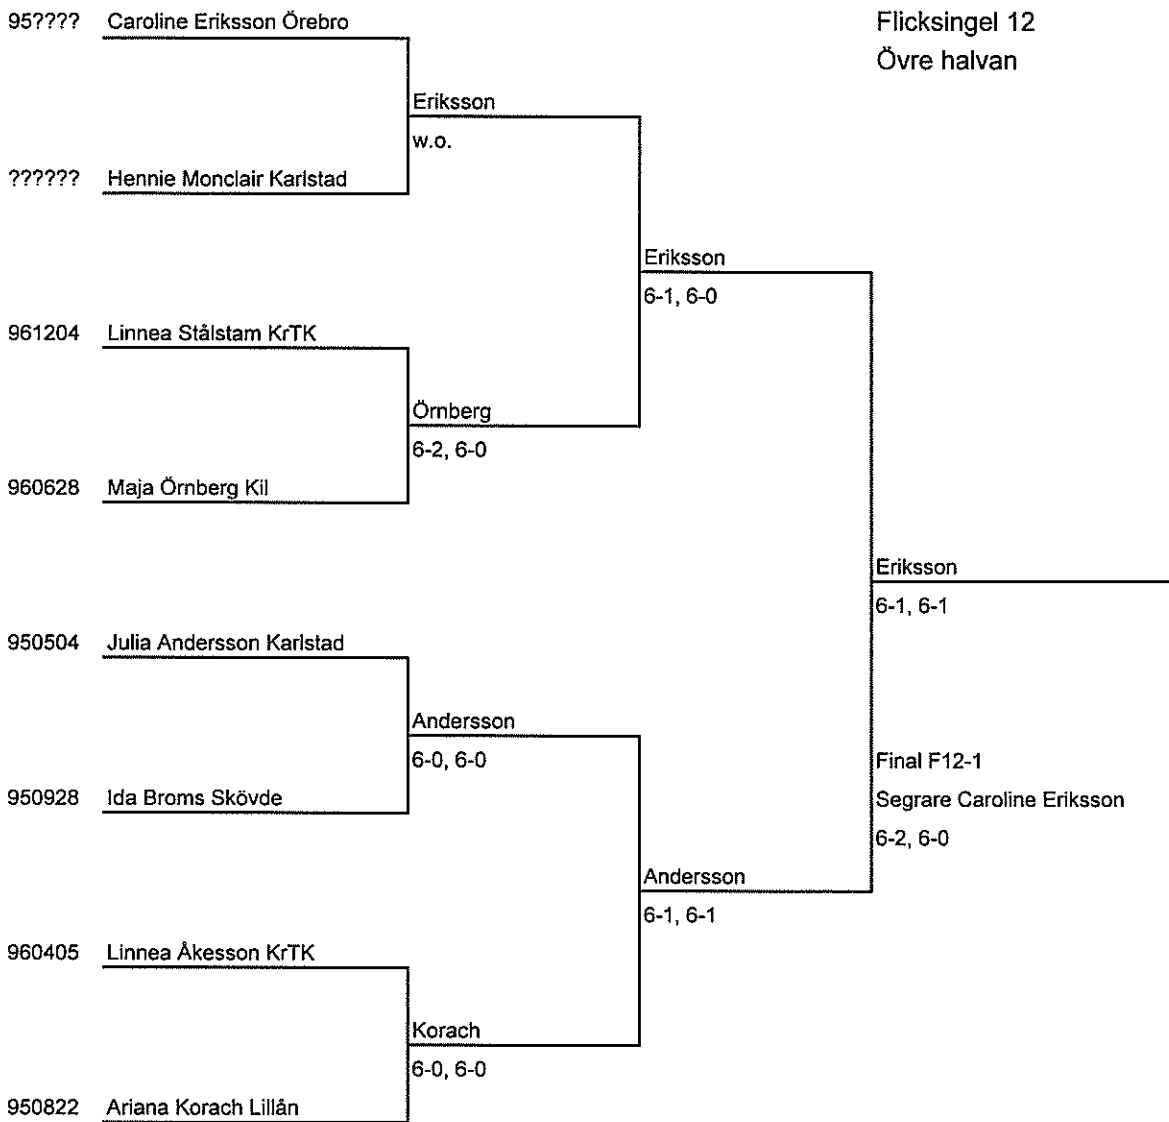 95???? Caroline Eriksson Örebro
Flicksingel 12
Övre halvan
Eriksson
w.o.
?????? Hennie Monclair Karlstad
Eriksson
6-1, 6-0
961204 Linnea Stålstam KrTK
Örnberg
6-2, 6-0
960628 Maja Örnberg Kil
Eriksson
6-1, 6-1
950504 Julia Andersson Karlstad
Andersson
6-0, 6-0
Final F12-1
950928 Ida Broms Skövde
Segrare Caroline Eriksson
6-2, 6-0
Andersson
6-1, 6-1
960405 Linnea Åkesson KrTK
Korach
6-0, 6-0
950822 Ariana Korach Lillån